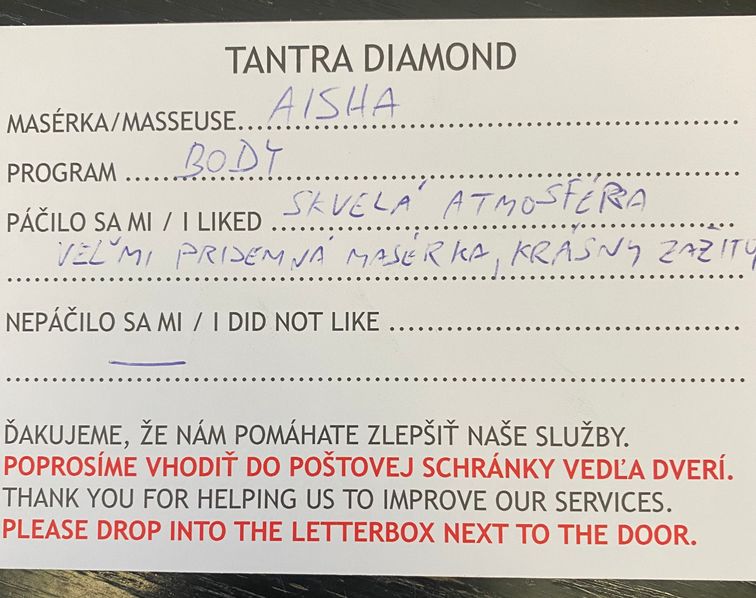 TANTRA DIAMOND
MASÉRKA/MASSEUSE AISHA
PROGRAM BODY
PÁČILO SA MI / I LIKED SKVELÁ ATMOSFÉRA
VEĽMI PRIJEMNÁ MASÉRKA, KRÁSNY ZAŽITO
NEPÁČILO SA MI / I DID NOT LIKE
ĎAKUJEME, ŽE NÁM POMÁHATE ZLEPŠIŤ NAŠE SLUŽBY.
POPROSÍME VHODIŤ DO POŠTOVEJ SCHRÁNKY VEDĽA DVERÍ.
THANK YOU FOR HELPING US TO IMPROVE OUR SERVICES.
PLEASE DROP INTO THE LETTERBOX NEXT TO THE DOOR.